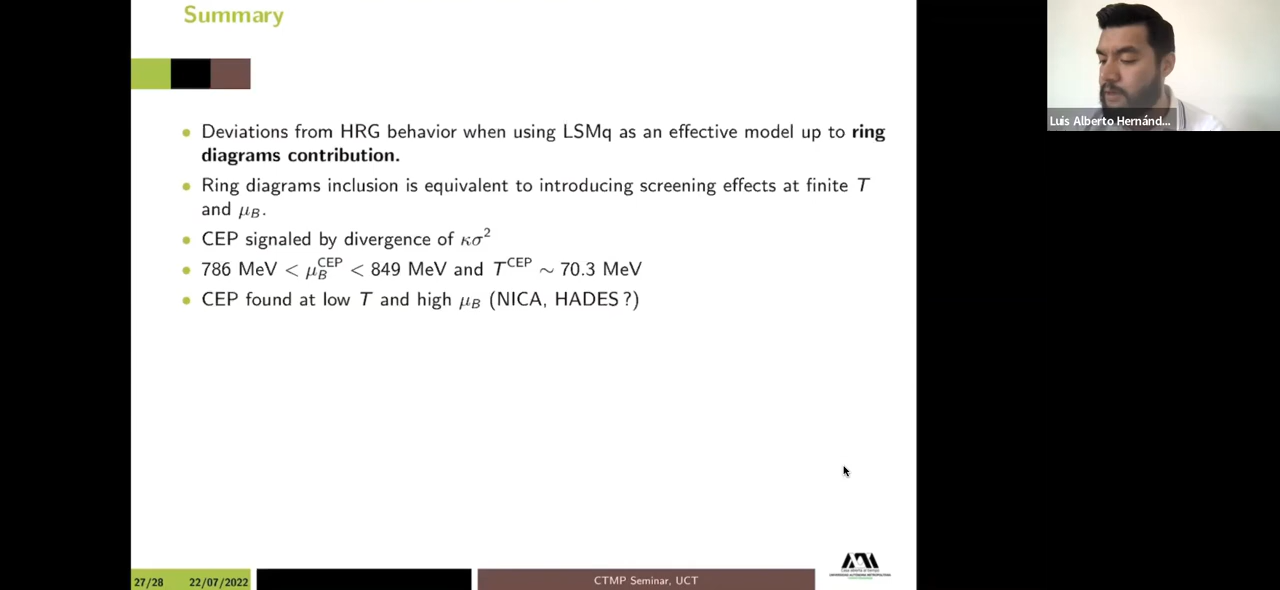 Summary
Deviations from HRG behavior when using LSMq as an effective model up to ring
diagrams contribution.
Ring diagrams inclusion is equivalent to introducing screening effects at finite T
and μ_B.
CEP signaled by divergence of κσ²
786 MeV < μ_B^CEP < 849 MeV and T^CEP ∼ 70.3 MeV
CEP found at low T and high μ_B (NICA, HADES?)
27/28 22/07/2022
CTMP Seminar, UCT
Luis Alberto Hernánd...